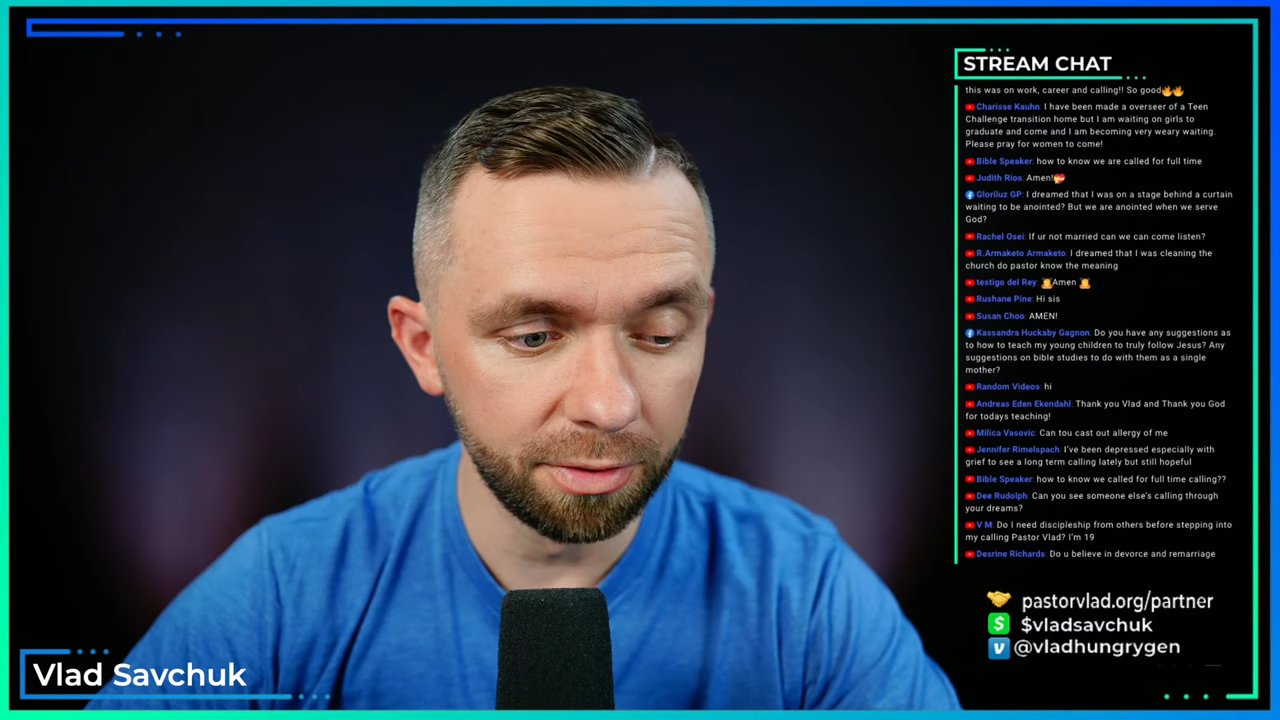 STREAM CHAT
this was on work, career and calling!! So good🔥🔥
Charisse Kauhn: I have been made a overseer of a Teen
Challenge transition home but I am waiting on girls to
graduate and come and I am becoming very weary waiting.
Please pray for women to come!
Bible Speaker: how to know we are called for full time
Judith Rios: Amen!💝
Gloriluz GP: I dreamed that I was on a stage behind a curtain
waiting to be anointed? But we are anointed when we serve
God?
Rachel Osei: If ur not married can we can come listen?
R.Armaketo Armaketo: I dreamed that I was cleaning the
church do pastor know the meaning
testigo del Rey: Amen
Rushane Pine: Hi sis
Susan Choo: AMEN!
Kassandra Huckaby Gagnon: Do you have any suggestions as
to how to teach my young children to truly follow Jesus? Any
suggestions on bible studies to do with them as a single
mother?
Random Videos: hi
Andreas Eden Ekendahl: Thank you Vlad and Thank you God
for todays teaching!
Milica Vasovic: Can tou cast out allergy of me
Jennifer Rimelspach: I've been depressed especially with
grief to see a long term calling lately but still hopeful
Bible Speaker: how to know we called for full time calling??
Dee Rudolph: Can you see someone else's calling through
your dreams?
V M: Do I need discipleship from others before stepping into
my calling Pastor Vlad? I'm 19
Desrine Richards: Do u believe in devorce and remarriage
pastorvlad.org/partner
$vladsavchuk
@vladhungrygen
Vlad Savchuk